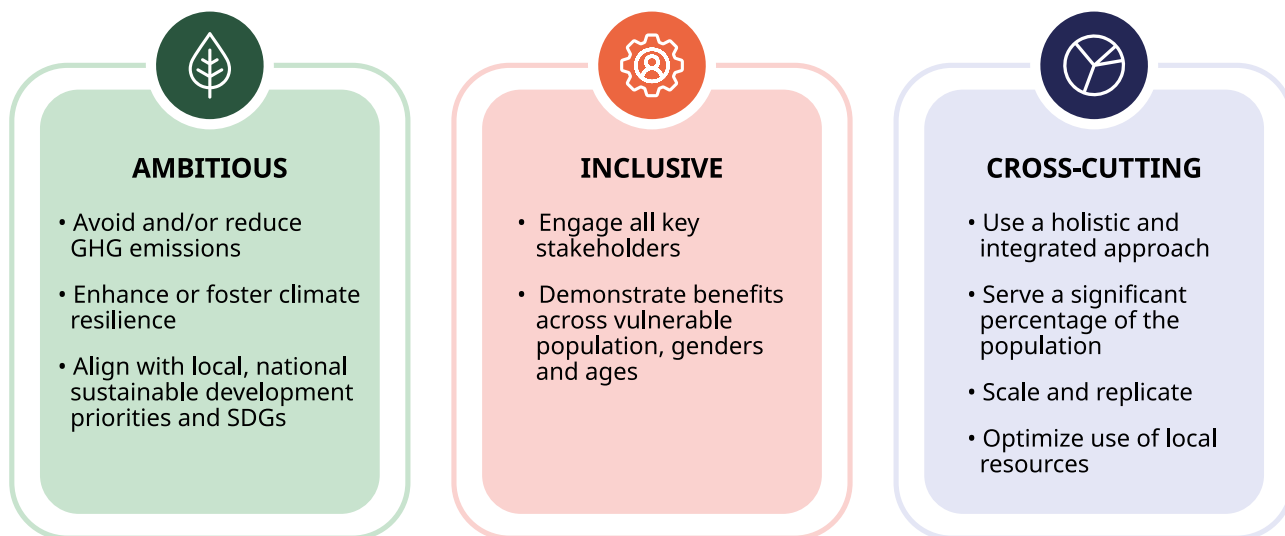 AMBITIOUS
• Avoid and/or reduce
GHG emissions
• Enhance or foster climate
resilience
• Align with local, national
sustainable development
priorities and SDGs
INCLUSIVE
• Engage all key
stakeholders
• Demonstrate benefits
across vulnerable
population, genders
and ages
CROSS-CUTTING
• Use a holistic and
integrated approach
• Serve a significant
percentage of the
population
• Scale and replicate
• Optimize use of local
resources